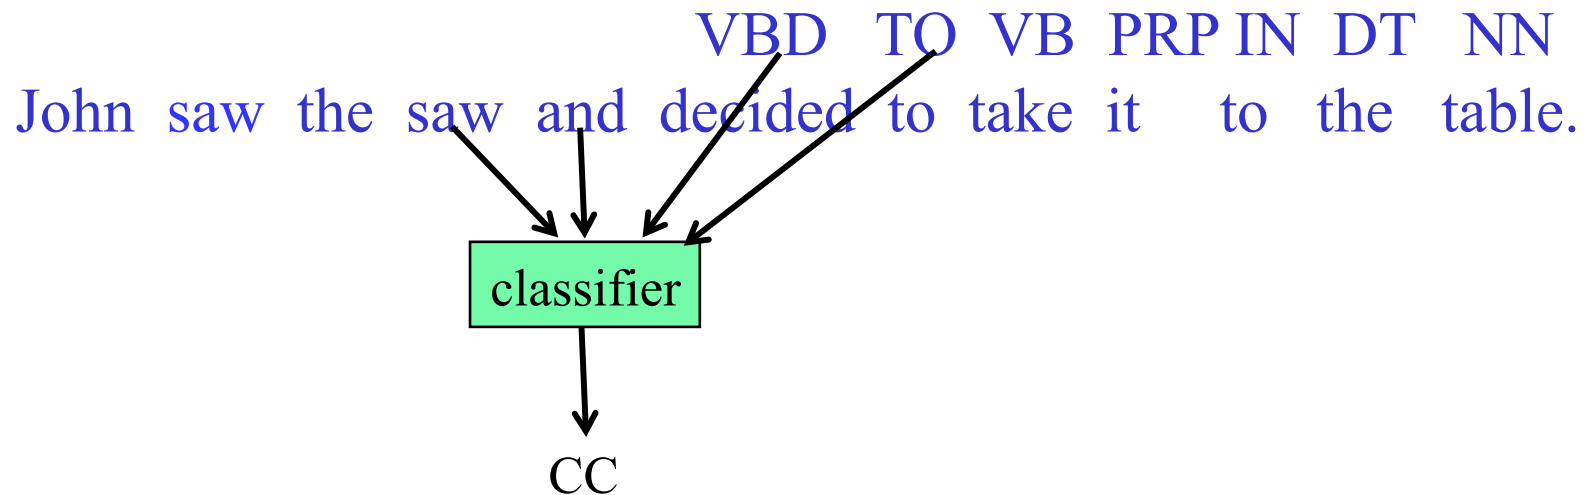 VBD TO VB PRP IN DT NN
John saw the saw and decided to take it to the table.
classifier
CC